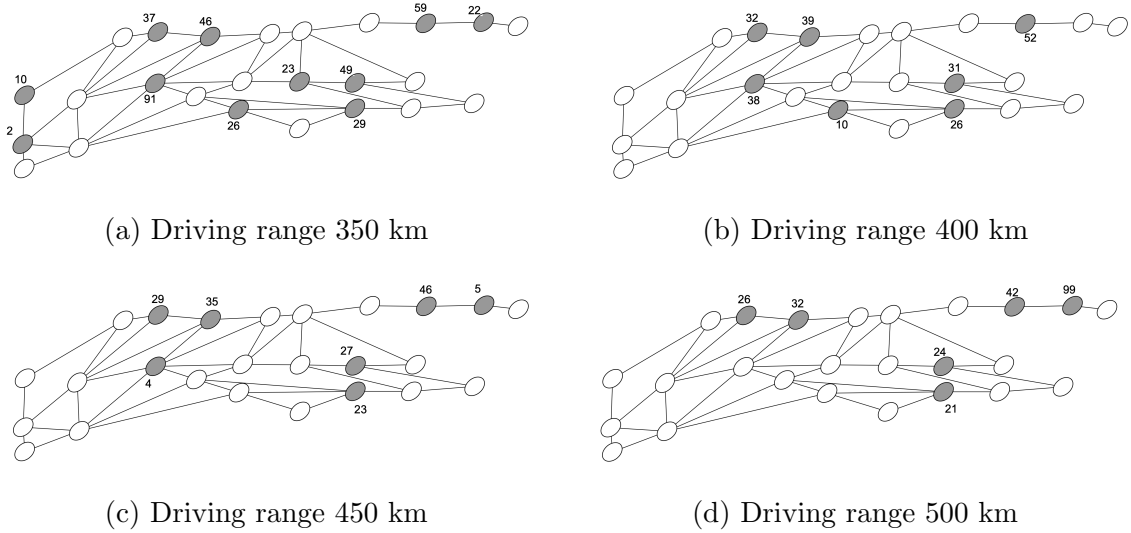 37 46 59 22
10 23 49
91
2 26 29
(a) Driving range 350 km
32 39 52
31
38
10 26
(b) Driving range 400 km
29 35 46 5
27
4
23
(c) Driving range 450 km
26 32 42 99
24
21
(d) Driving range 500 km